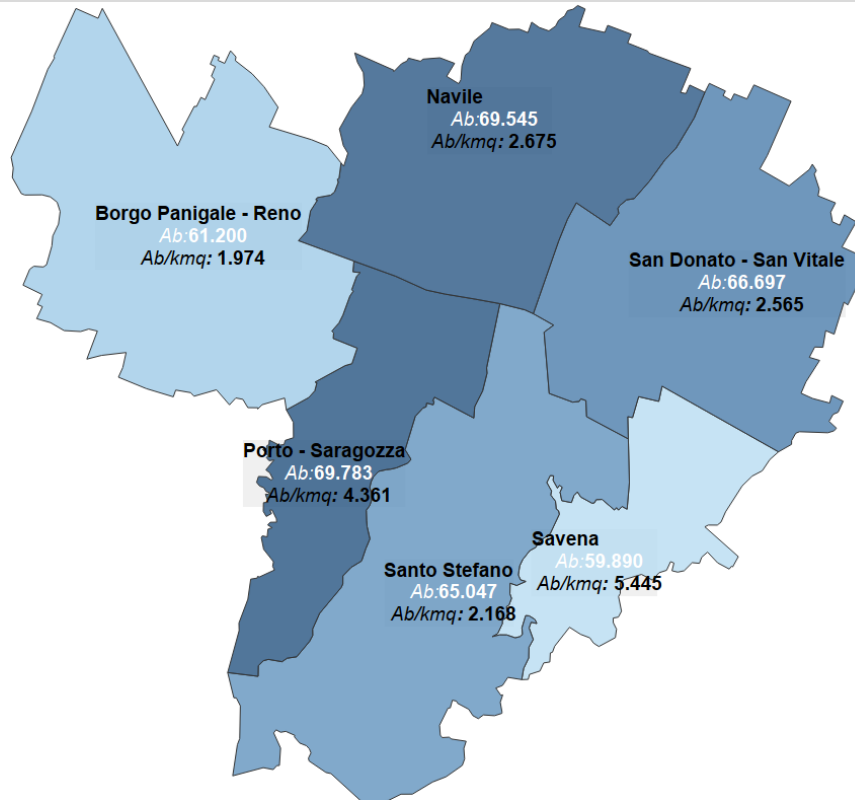 Navile
Ab:69.545
Ab/kmq: 2.675
Borgo Panigale - Reno
Ab:61.200
Ab/kmq: 1.974
San Donato - San Vitale
Ab:66.697
Ab/kmq: 2.565
Porto - Saragozza
Ab:69.783
Ab/kmq: 4.361
Savena
Ab:59.890
Ab/kmq: 5.445
Santo Stefano
Ab:65.047
Ab/kmq: 2.168